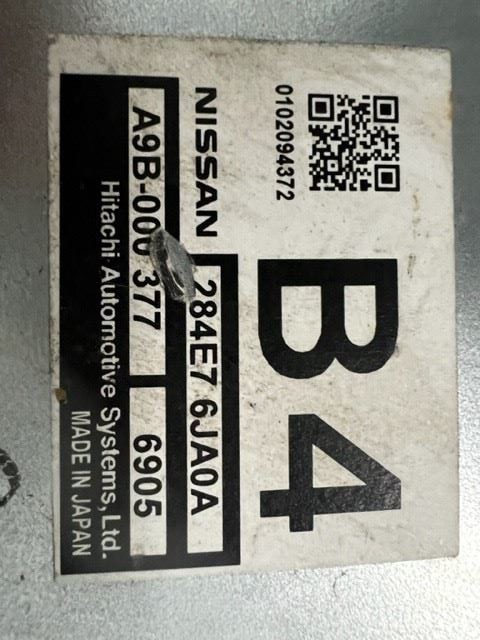 0102094372
B4
NISSAN 284E7 6JA0A
A9B-000 377 6905
Hitachi Automotive Systems, Ltd.
MADE IN JAPAN